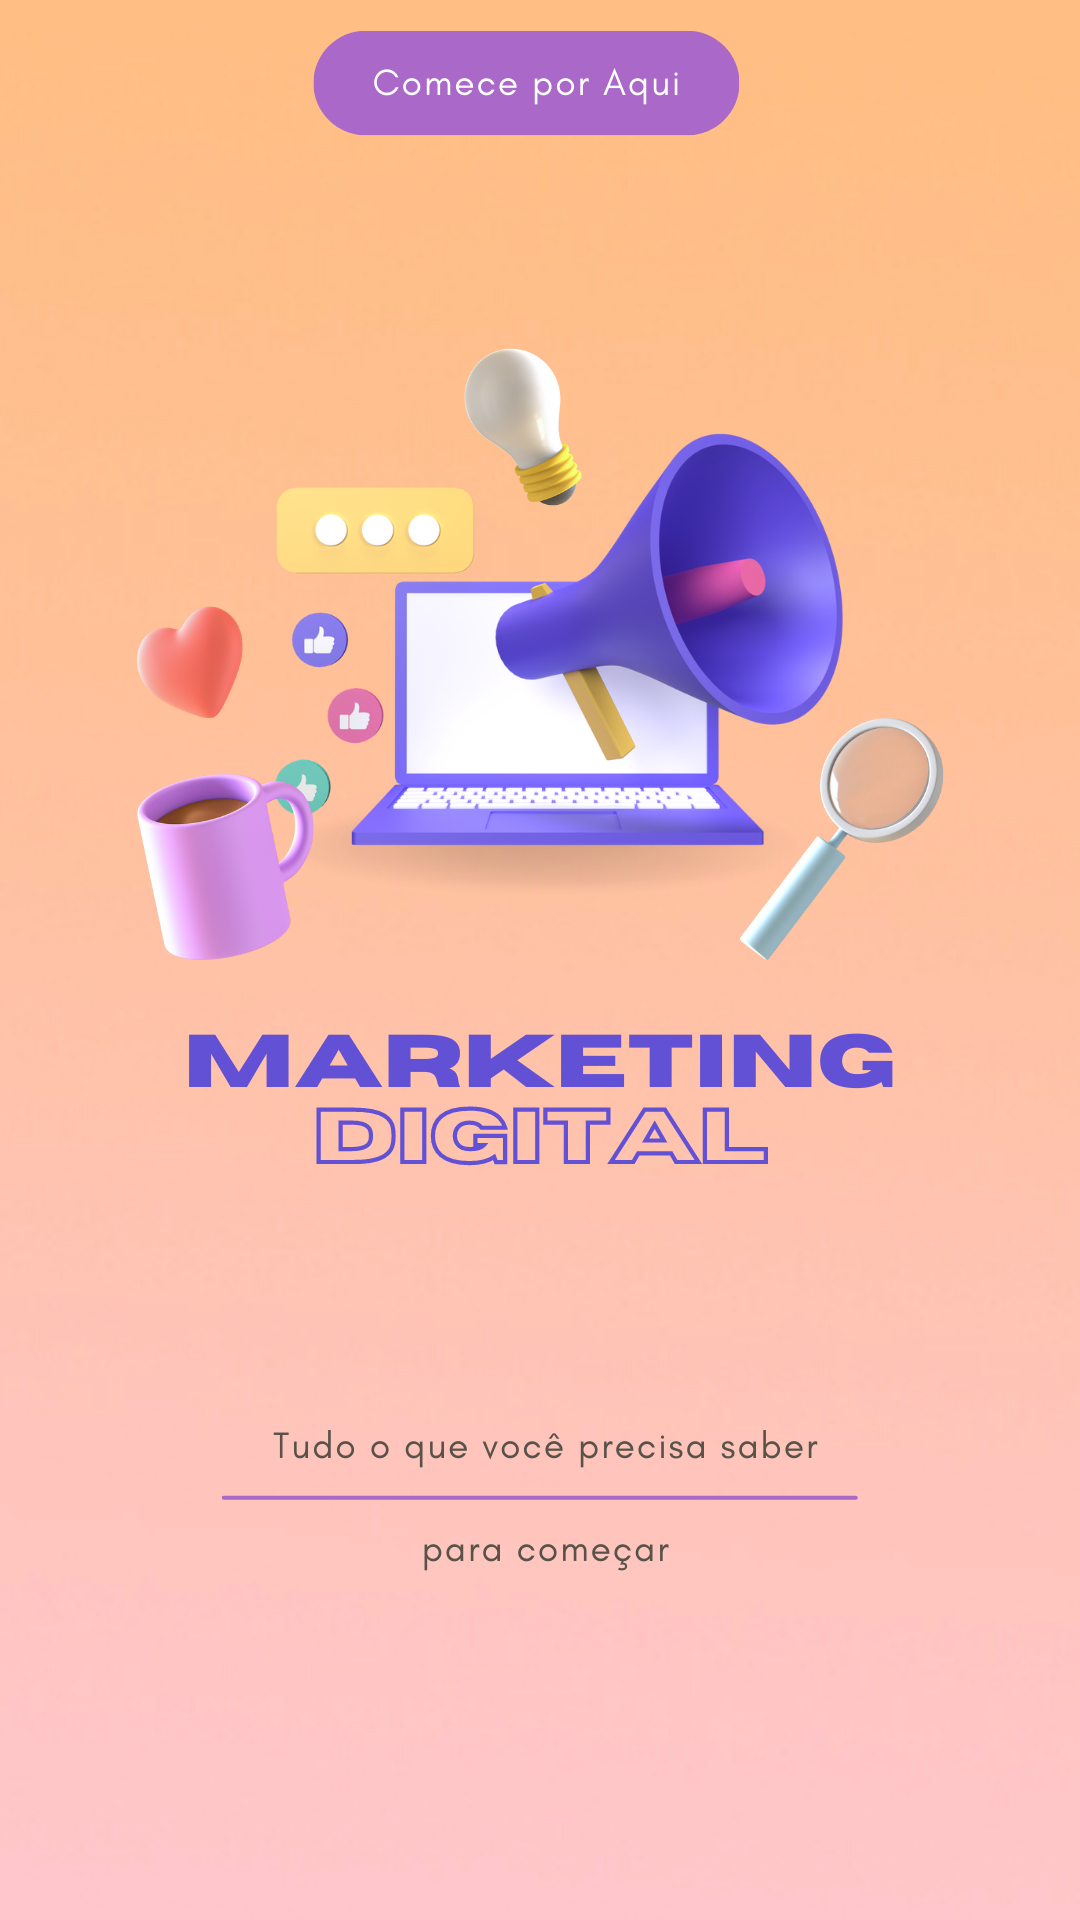 Comece por Aqui
MARKETING
DIGITAL
Tudo o que você precisa saber
para começar